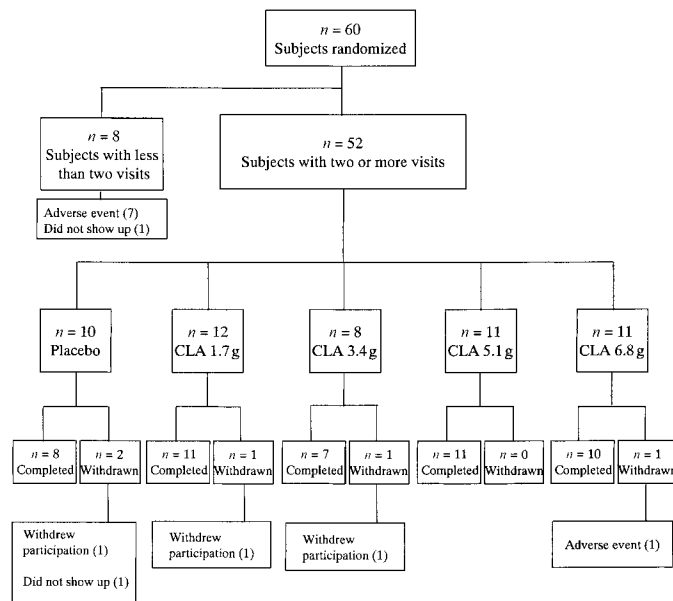 n = 60
Subjects randomized
n = 8
Subjects with less
than two visits
n = 52
Subjects with two or more visits
Adverse event (7)
Did not show up (1)
n = 10
Placebo
n = 12
CLA 1.7 g
n = 8
CLA 3.4 g
n = 11
CLA 5.1 g
n = 11
CLA 6.8 g
n = 8
Completed
n = 2
Withdrawn
n = 11
Completed
n = 1
Withdrawn
n = 7
Completed
n = 1
Withdrawn
n = 11
Completed
n = 0
Withdrawn
n = 10
Completed
n = 1
Withdrawn
Withdrew
participation (1)
Did not show up (1)
Withdrew
participation (1)
Withdrew
participation (1)
Adverse event (1)